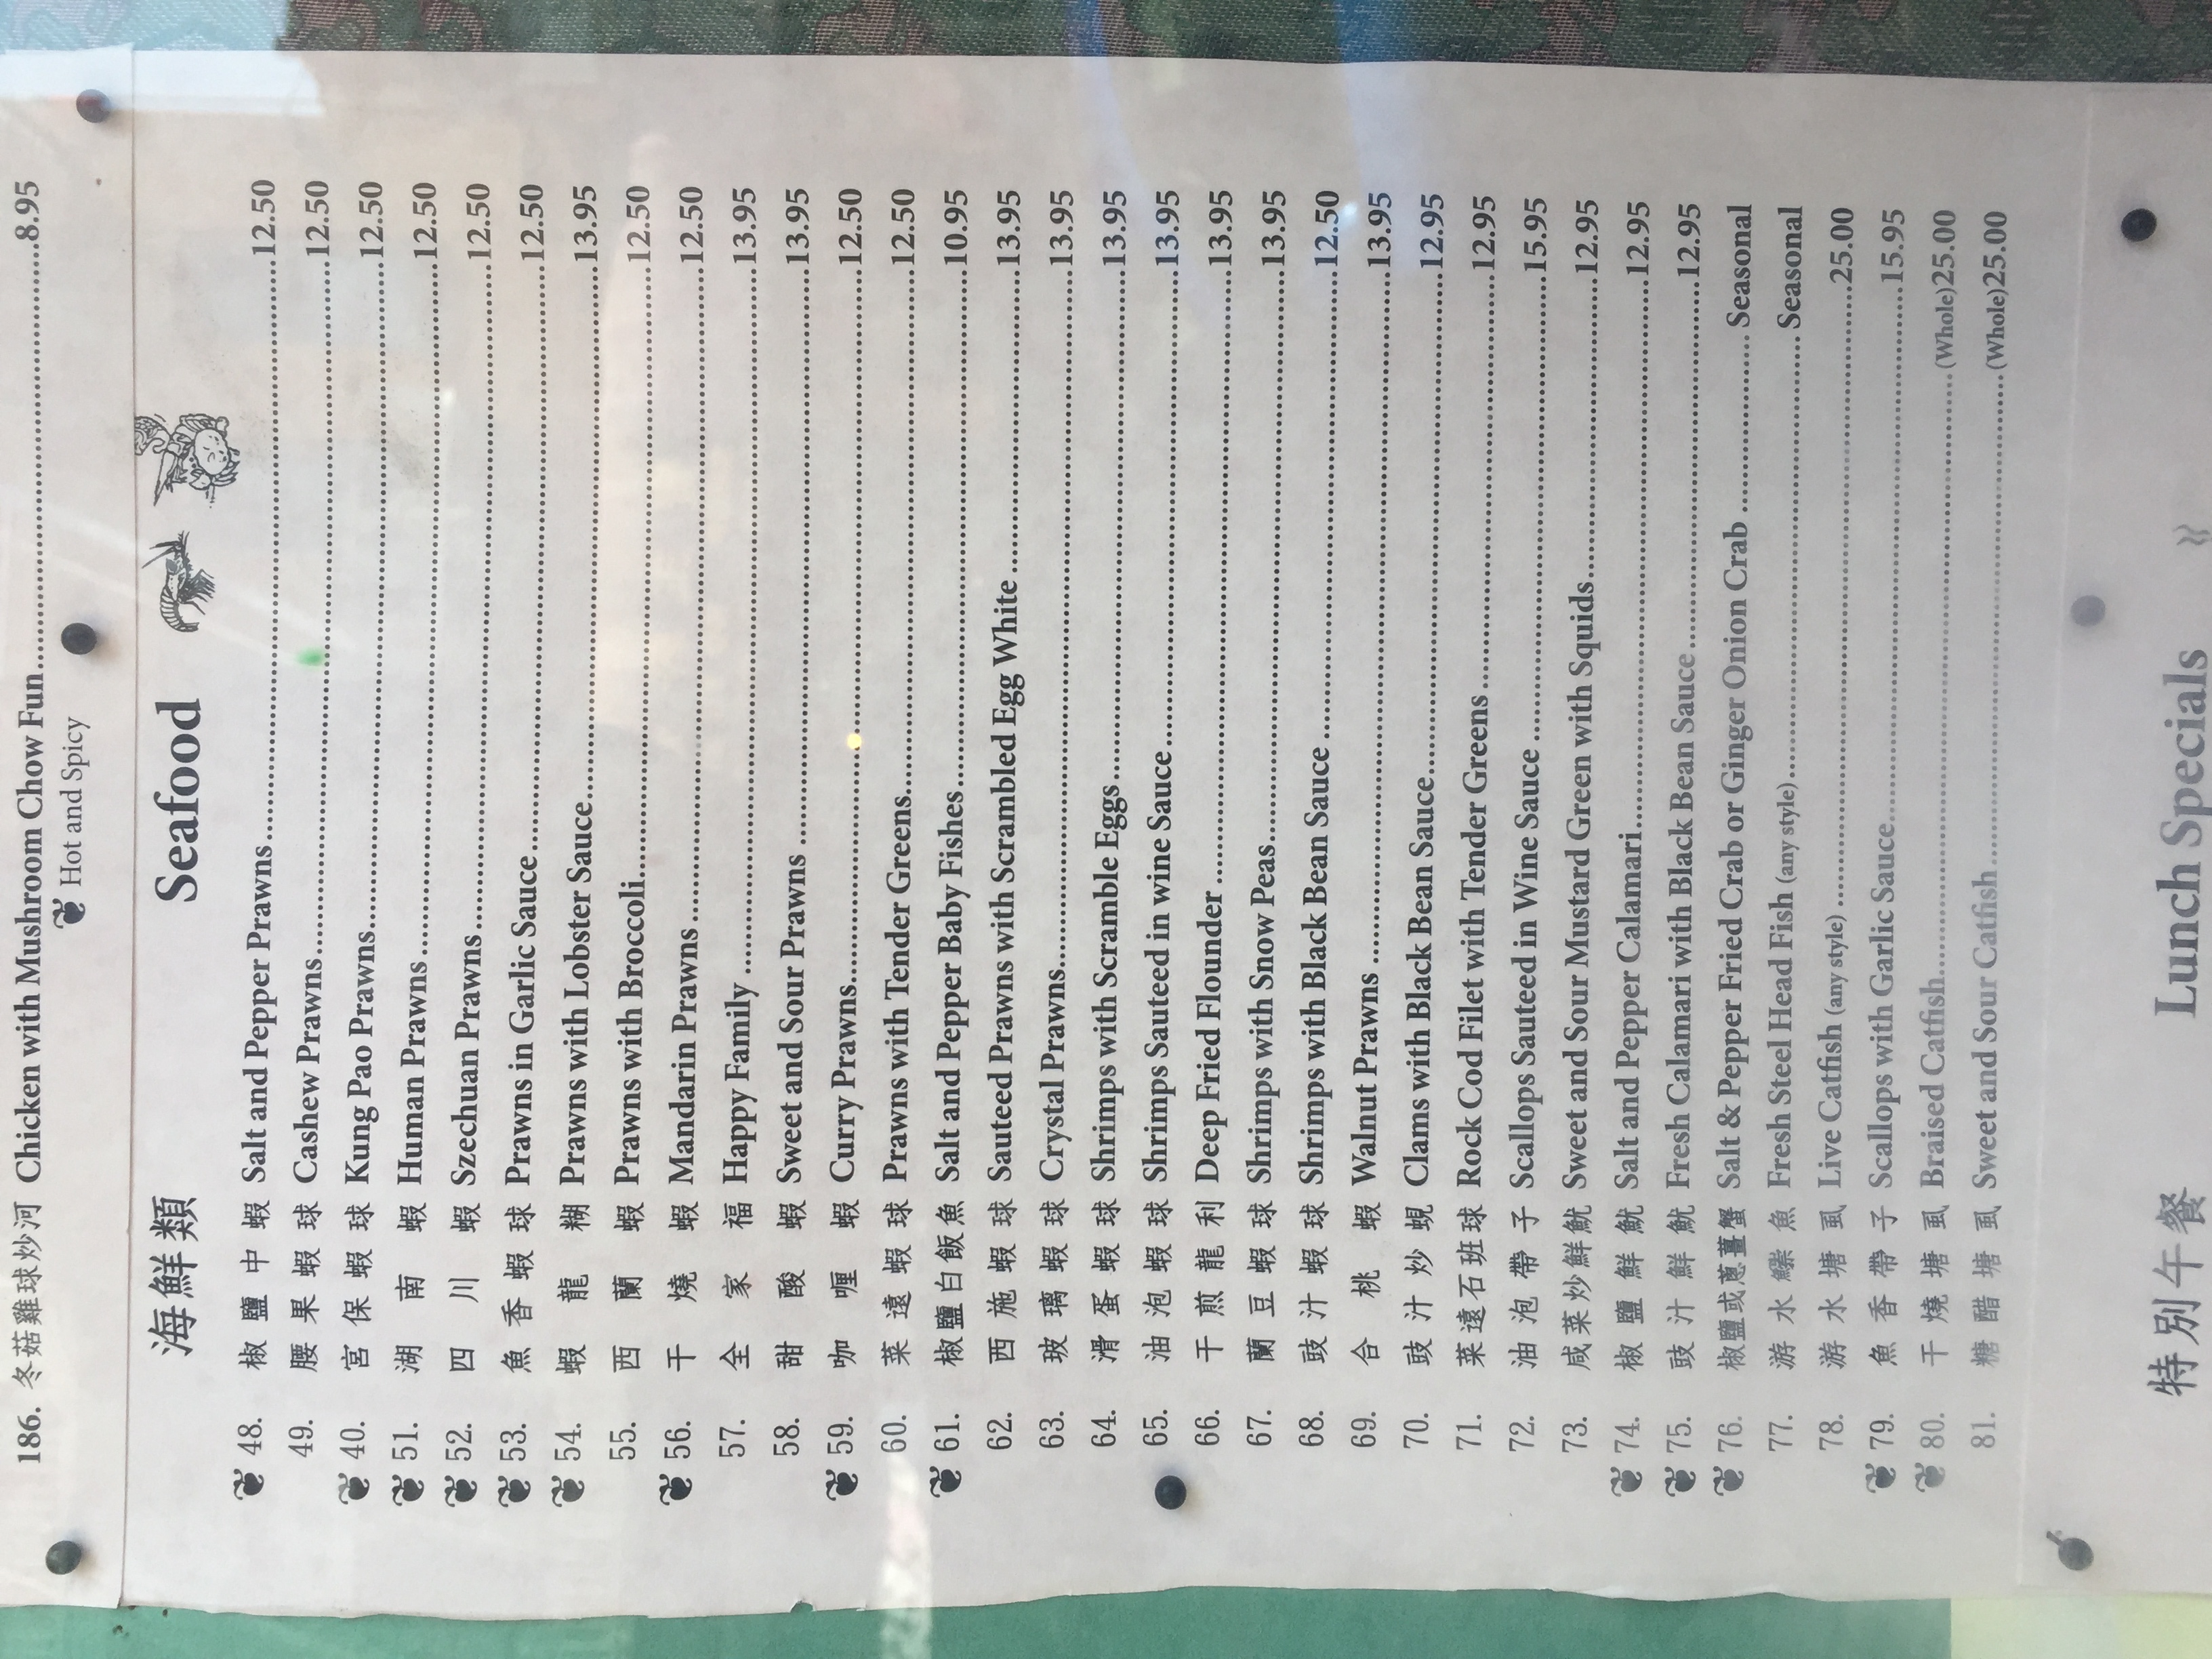 186. 冬菇雞球炒河 Chicken with Mushroom Chow Fun 8.95
Hot and Spicy
海鮮類 Seafood
48. 椒鹽中蝦 Salt and Pepper Prawns 12.50
49. 腰果蝦球 Cashew Prawns 12.50
40. 宮保蝦球 Kung Pao Prawns 12.50
51. 湖南蝦 Human Prawns 12.50
52. 四川蝦 Szechuan Prawns 12.50
53. 魚香蝦球 Prawns in Garlic Sauce 12.50
54. 蝦龍糊 Prawns with Lobster Sauce 13.95
55. 西蘭蝦 Prawns with Broccoli 12.50
56. 干燒蝦 Mandarin Prawns 12.50
57. 全家福 Happy Family 13.95
58. 甜酸蝦 Sweet and Sour Prawns 13.95
59. 咖喱蝦 Curry Prawns 12.50
60. 菜遠蝦球 Prawns with Tender Greens 12.50
61. 椒鹽白飯魚 Salt and Pepper Baby Fishes 10.95
62. 西施蝦球 Sauteed Prawns with Scrambled Egg White 13.95
63. 玻璃蝦球 Crystal Prawns 13.95
64. 滑蛋蝦球 Shrimps with Scramble Eggs 13.95
65. 油泡蝦球 Shrimps Sauteed in wine Sauce 13.95
66. 干煎龍利 Deep Fried Flounder 13.95
67. 蘭豆蝦球 Shrimps with Snow Peas 13.95
68. 豉汁蝦球 Shrimps with Black Bean Sauce 12.50
69. 合桃蝦 Walnut Prawns 13.95
70. 豉汁炒蜆 Clams with Black Bean Sauce 12.95
71. 菜遠石班球 Rock Cod Filet with Tender Greens 12.95
72. 油泡帶子 Scallops Sauteed in Wine Sauce 15.95
73. 咸菜炒鮮魷 Sweet and Sour Mustard Green with Squids 12.95
74. 椒鹽鮮魷 Salt and Pepper Calamari 12.95
75. 豉汁鮮魷 Fresh Calamari with Black Bean Sauce 12.95
76. 椒鹽或蔥薑蟹 Salt & Pepper Fried Crab or Ginger Onion Crab Seasonal
77. 游水 魚 Fresh Steel Head Fish (any style) Seasonal
78. 游水塘虱 Live Catfish (any style) 25.00
79. 魚香帶子 Scallops with Garlic Sauce 15.95
80. 干燒塘虱 Braised Catfish (Whole)25.00
81. 糖醋塘虱 Sweet and Sour Catfish (Whole)25.00
特別午餐 Lunch Specials